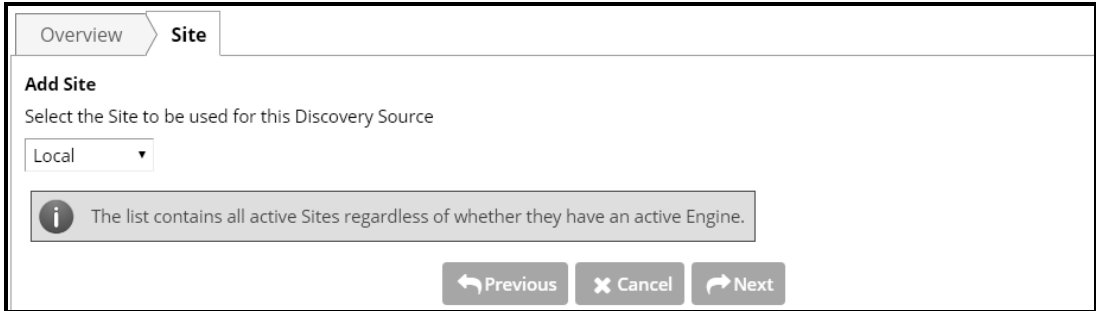 Overview
Site
Add Site
Select the Site to be used for this Discovery Source
Local
The list contains all active Sites regardless of whether they have an active Engine.
Previous
Cancel
Next